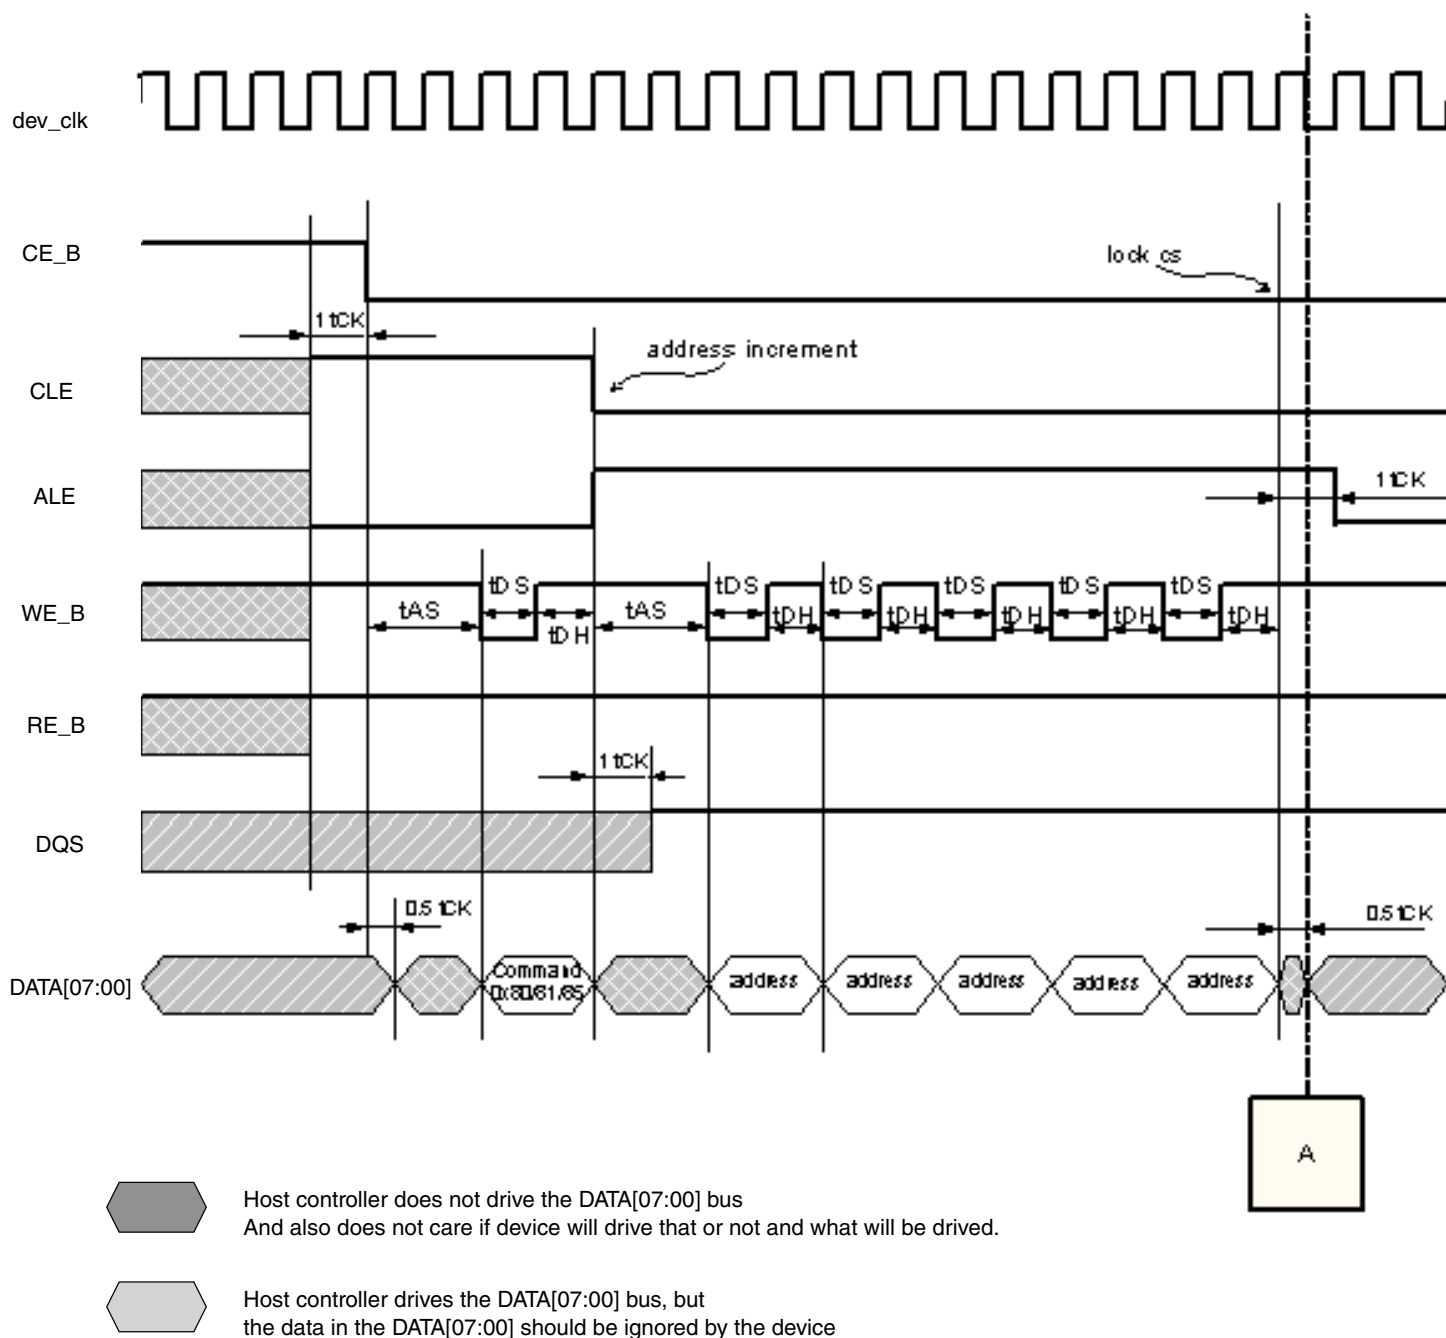 dev_clk
CE_B
lock cs
1 tCK
address increment
CLE
ALE
1 tCK
WE_B
tAS
tDS
tDH
tAS
tDS
tDH
tDS
tDH
tDS
tDH
tDS
tDH
tDS
tDH
RE_B
1 tCK
DQS
0.5 tCK
0.5 tCK
DATA[07:00]
Command
0x80/81/85
address
address
address
address
address
A
Host controller does not drive the DATA[07:00] bus
And also does not care if device will drive that or not and what will be drived.
Host controller drives the DATA[07:00] bus, but
the data in the DATA[07:00] should be ignored by the device